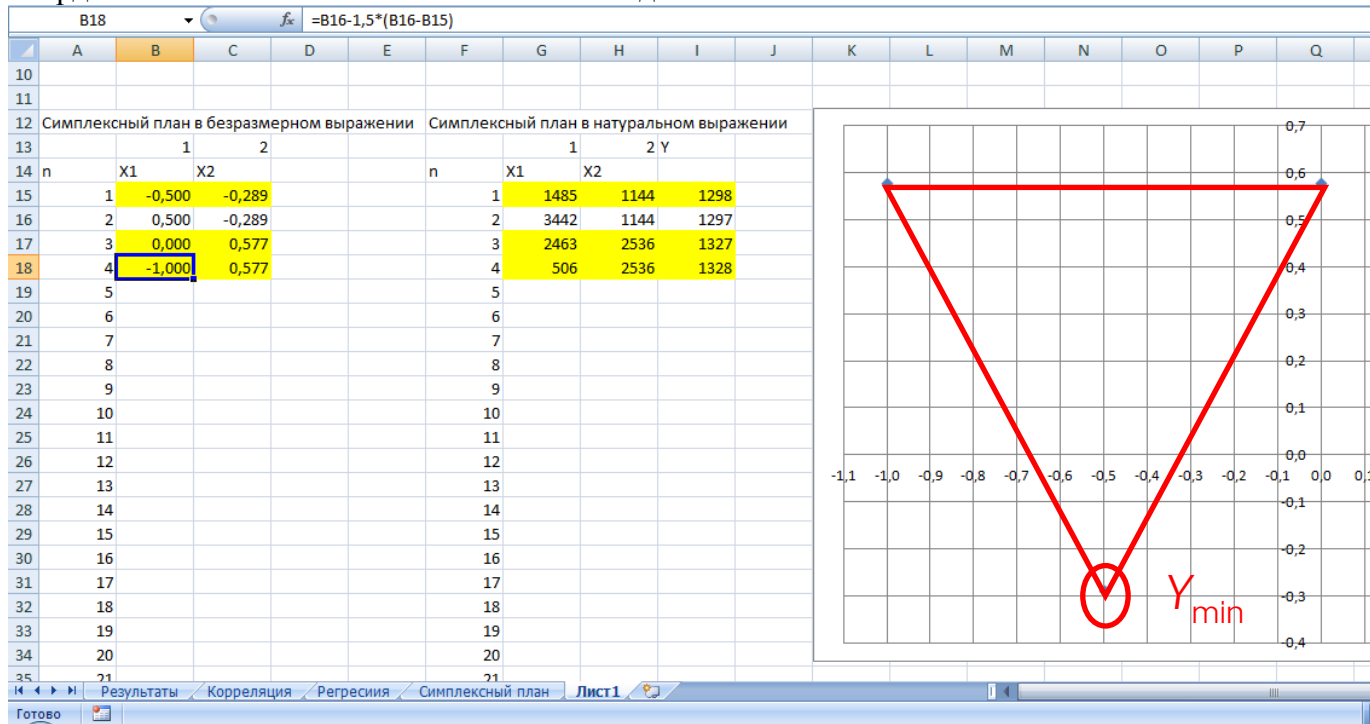 B18 fx =B16-1,5*(B16-B15)
A B C D E F G H I J K L M N O P Q
10
11
12 Симплексный план в безразмерном выражении Симплексный план в натуральном выражении
13 1 2 1 2 Y
14 n X1 X2 n X1 X2
15 1 -0,500 -0,289 1 1485 1144 1298
16 2 0,500 -0,289 2 3442 1144 1297
17 3 0,000 0,577 3 2463 2536 1327
18 4 -1,000 0,577 4 506 2536 1328
19 5 5
20 6 6
21 7 7
22 8 8
23 9 9
24 10 10
25 11 11
26 12 12
27 13 13
28 14 14
29 15 15
30 16 16
31 17 17
32 18 18
33 19 19
34 20 20
35 21 21
0,7
0,6
0,5
0,4
0,3
0,2
0,1
0,0
-1,1 -1,0 -0,9 -0,8 -0,7 -0,6 -0,5 -0,4 -0,3 -0,2 -0,1 0,0
-0,1
-0,2
-0,3
-0,4
Ymin
Результаты Корреляция Регресиия Симплексный план Лист1
Готово